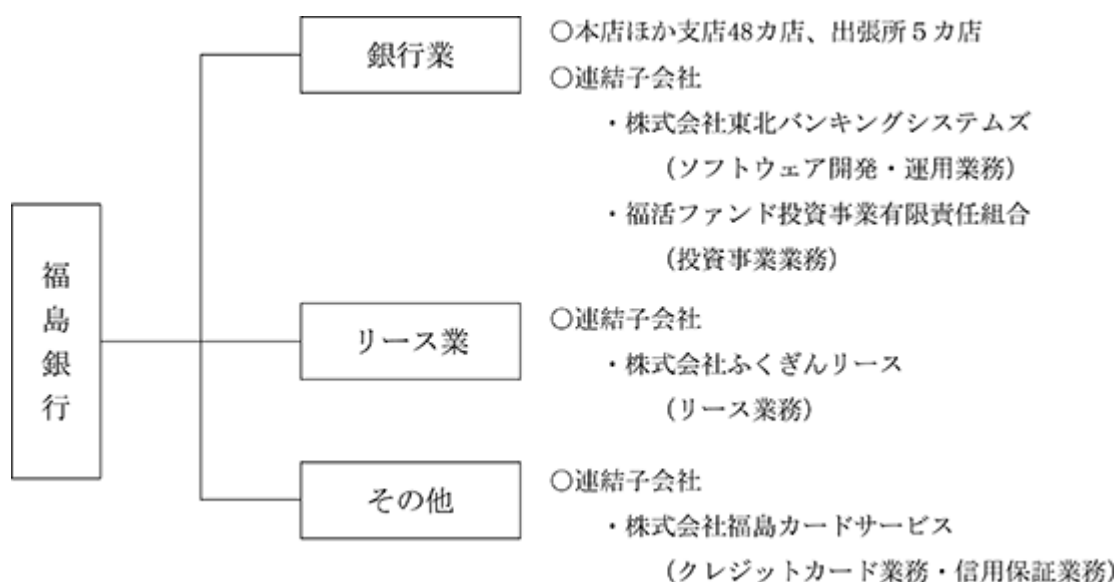 福島銀行
銀行業
○本店ほか支店48カ店、出張所5カ店
○連結子会社
・株式会社東北バンキングシステムズ
(ソフトウェア開発・運用業務)
・福活ファンド投資事業有限責任組合
(投資事業業務)
リース業
○連結子会社
・株式会社ふくぎんリース
(リース業務)
その他
○連結子会社
・株式会社福島カードサービス
(クレジットカード業務・信用保証業務)